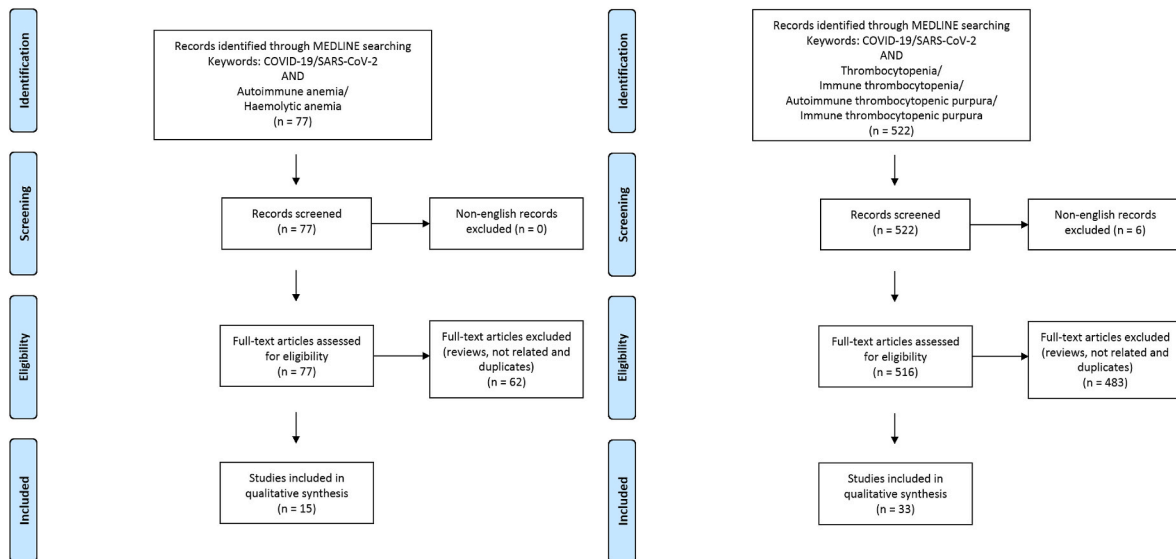 Identification
Records identified through MEDLINE searching
Keywords: COVID-19/SARS-CoV-2
AND
Autoimmune anemia/
Haemolytic anemia
(n = 77)
Screening
Records screened
(n = 77)
Non-english records
excluded (n = 0)
Eligibility
Full-text articles assessed
for eligibility
(n = 77)
Full-text articles excluded
(reviews, not related and
duplicates)
(n = 62)
Included
Studies included in
qualitative synthesis
(n = 15)
Identification
Records identified through MEDLINE searching
Keywords: COVID-19/SARS-CoV-2
AND
Thrombocytopenia/
Immune thrombocytopenia/
Autoimmune thrombocytopenic purpura/
Immune thrombocytopenic purpura
(n = 522)
Screening
Records screened
(n = 522)
Non-english records
excluded (n = 6)
Eligibility
Full-text articles assessed
for eligibility
(n = 516)
Full-text articles excluded
(reviews, not related and
duplicates)
(n = 483)
Included
Studies included in
qualitative synthesis
(n = 33)